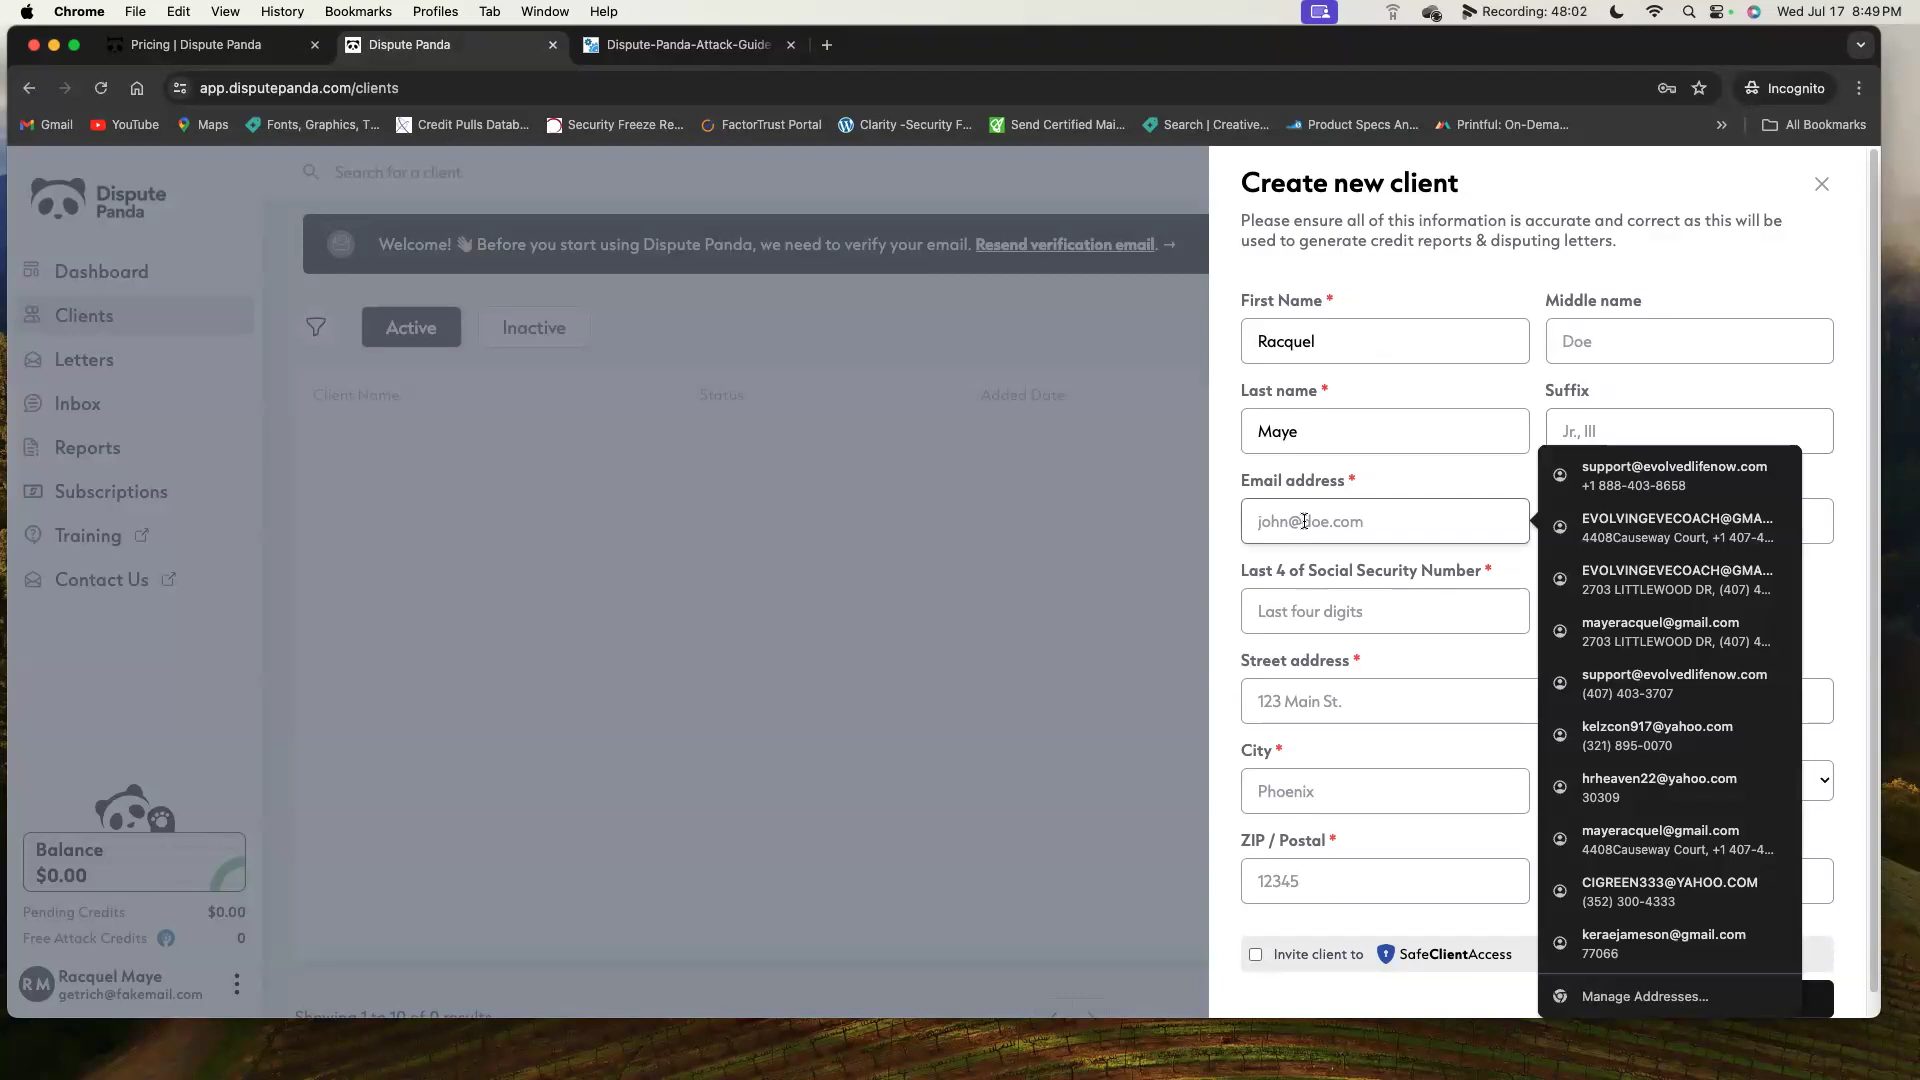 Chrome File Edit View History Bookmarks Profiles Tab Window Help Recording: 48:02 Wed Jul 17 8:49 PM
Pricing | Dispute Panda Dispute Panda Dispute-Panda-Attack-Guide
app.disputepanda.com/clients Incognito
Gmail YouTube Maps Fonts, Graphics, T... Credit Pulls Datab... Security Freeze Re... FactorTrust Portal Clarity -Security F... Send Certified Mai... Search | Creative... Product Specs An... Printful: On-Dema... All Bookmarks
Dispute
Panda
Dashboard
Clients
Letters
Inbox
Reports
Subscriptions
Training
Contact Us
Balance
$0.00
Pending Credits $0.00
Free Attack Credits 0
RM Racquel Maye
getrich@fakemail.com
Search for a client
Welcome! 👋 Before you start using Dispute Panda, we need to verify your email. Resend verification email. →
Active Inactive
Client Name Status Added Date
Showing 1 to 10 of 0 results
Create new client
Please ensure all of this information is accurate and correct as this will be
used to generate credit reports & disputing letters.
First Name * Middle name
Racquel Doe
Last name * Suffix
Maye Jr., III
Email address *
john@doe.com
Last 4 of Social Security Number *
Last four digits
Street address *
123 Main St.
City *
Phoenix
ZIP / Postal *
12345
Invite client to SafeClientAccess
support@evolvedlifenow.com
+1 888-403-8658
EVOLVINGEVECOACH@GMA...
4408Causeway Court, +1 407-4...
EVOLVINGEVECOACH@GMA...
2703 LITTLEWOOD DR, (407) 4...
mayeracquel@gmail.com
2703 LITTLEWOOD DR, (407) 4...
support@evolvedlifenow.com
(407) 403-3707
kelzcon917@yahoo.com
(321) 895-0070
hrheaven22@yahoo.com
30309
mayeracquel@gmail.com
4408Causeway Court, +1 407-4...
CIGREEN333@YAHOO.COM
(352) 300-4333
keraejameson@gmail.com
77066
Manage Addresses...